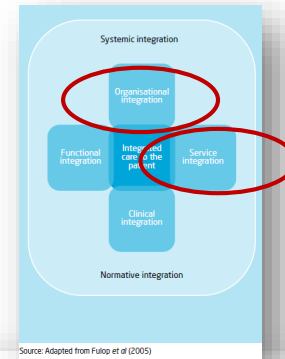 Systemic integration
Organisational
integration
Functional
integration
Integrated
care to the
patient
Service
integration
Clinical
integration
Normative integration
Source: Adapted from Fulop et al (2005)